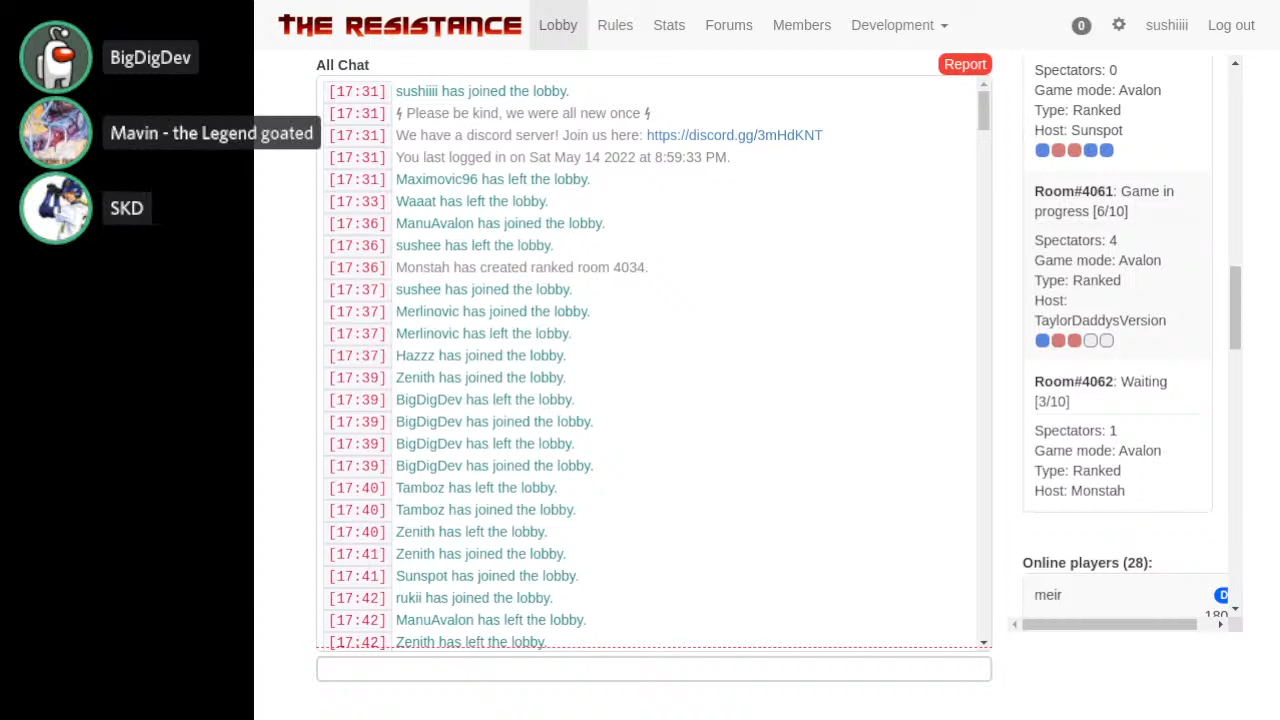 BigDigDev
Mavin - the Legend goated
SKD
THE RESISTANCE
Lobby Rules Stats Forums Members Development 0 sushiiii Log out
All Chat Report
[17:31] sushiiii has joined the lobby.
[17:31] Please be kind, we were all new once
[17:31] We have a discord server! Join us here: https://discord.gg/3mHdKNT
[17:31] You last logged in on Sat May 14 2022 at 8:59:33 PM.
[17:31] Maximovic96 has left the lobby.
[17:33] Waaat has left the lobby.
[17:36] ManuAvalon has joined the lobby.
[17:36] sushee has left the lobby.
[17:36] Monstah has created ranked room 4034.
[17:37] sushee has joined the lobby.
[17:37] Merlinovic has joined the lobby.
[17:37] Merlinovic has left the lobby.
[17:37] Hazzz has joined the lobby.
[17:39] Zenith has joined the lobby.
[17:39] BigDigDev has left the lobby.
[17:39] BigDigDev has joined the lobby.
[17:39] BigDigDev has left the lobby.
[17:39] BigDigDev has joined the lobby.
[17:40] Tamboz has left the lobby.
[17:40] Tamboz has joined the lobby.
[17:40] Zenith has left the lobby.
[17:41] Zenith has joined the lobby.
[17:41] Sunspot has joined the lobby.
[17:42] rukii has joined the lobby.
[17:42] ManuAvalon has left the lobby.
[17:42] Zenith has left the lobby.
Spectators: 0
Game mode: Avalon
Type: Ranked
Host: Sunspot
Room#4061: Game in
progress [6/10]
Spectators: 4
Game mode: Avalon
Type: Ranked
Host:
TaylorDaddysVersion
Room#4062: Waiting
[3/10]
Spectators: 1
Game mode: Avalon
Type: Ranked
Host: Monstah
Online players (28):
meir D
180